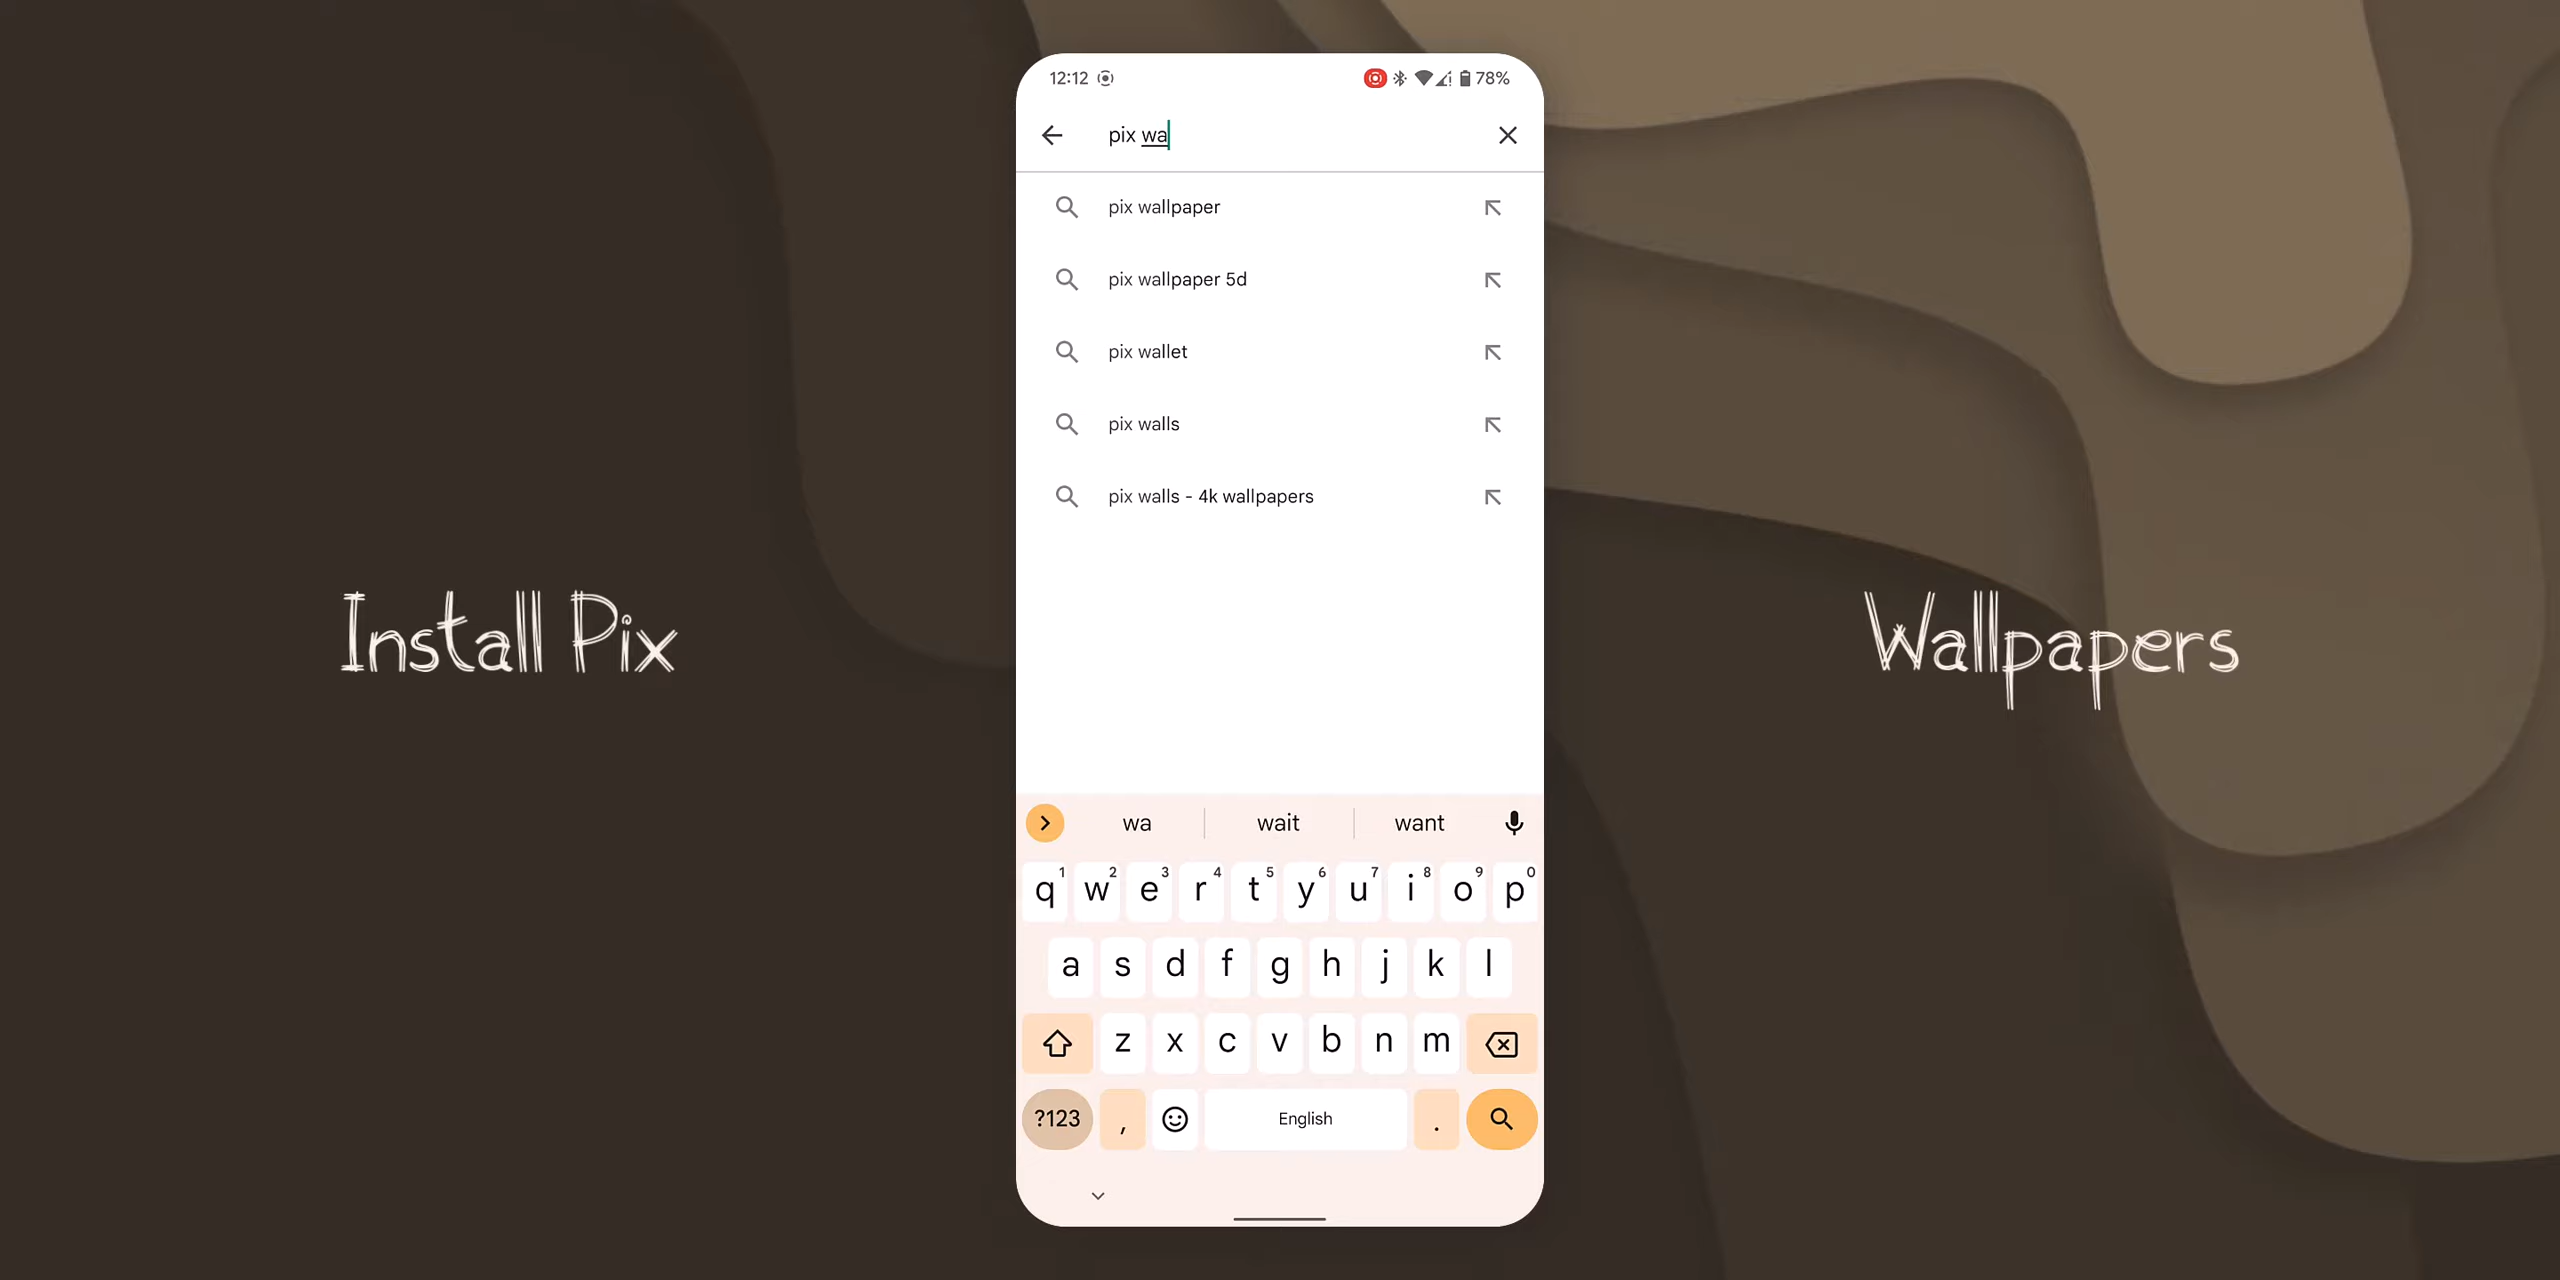 12:12 78%
pix wa
pix wallpaper
pix wallpaper 5d
pix wallet
pix walls
pix walls - 4k wallpapers
Install Pix Wallpapers
wa wait want
q1 w2 e3 r4 t5 y6 u7 i8 o9 p0
a s d f g h j k l
z x c v b n m
?123 , English .